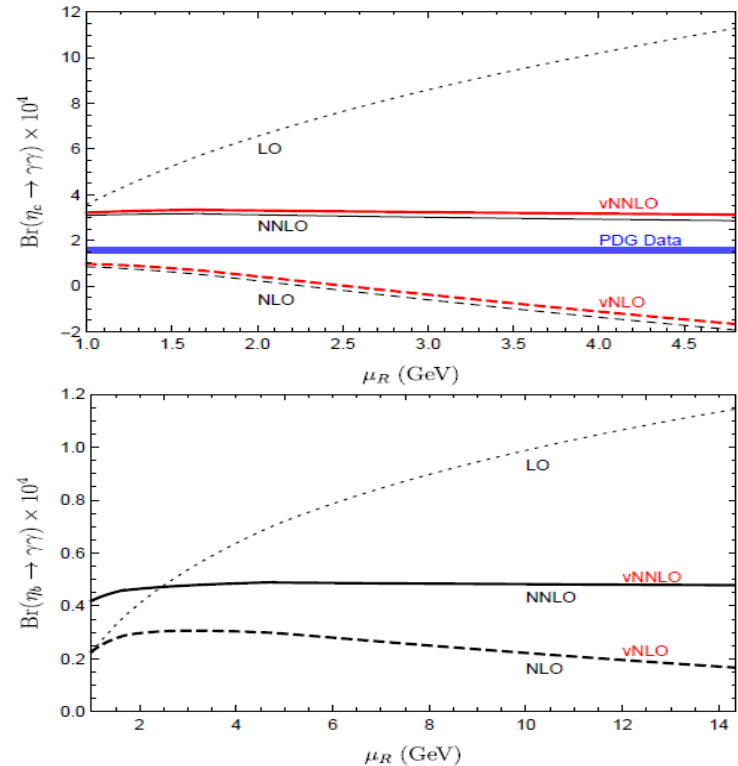 Br(η_c → γγ) × 10^4
12
10
8
6
4
2
0
−2
LO
vNNLO
NNLO
PDG Data
NLO
vNLO
1.0 1.5 2.0 2.5 3.0 3.5 4.0 4.5
μ_R (GeV)
Br(η_b → γγ) × 10^4
1.2
1.0
0.8
0.6
0.4
0.2
0.0
LO
vNNLO
NNLO
vNLO
NLO
2 4 6 8 10 12 14
μ_R (GeV)